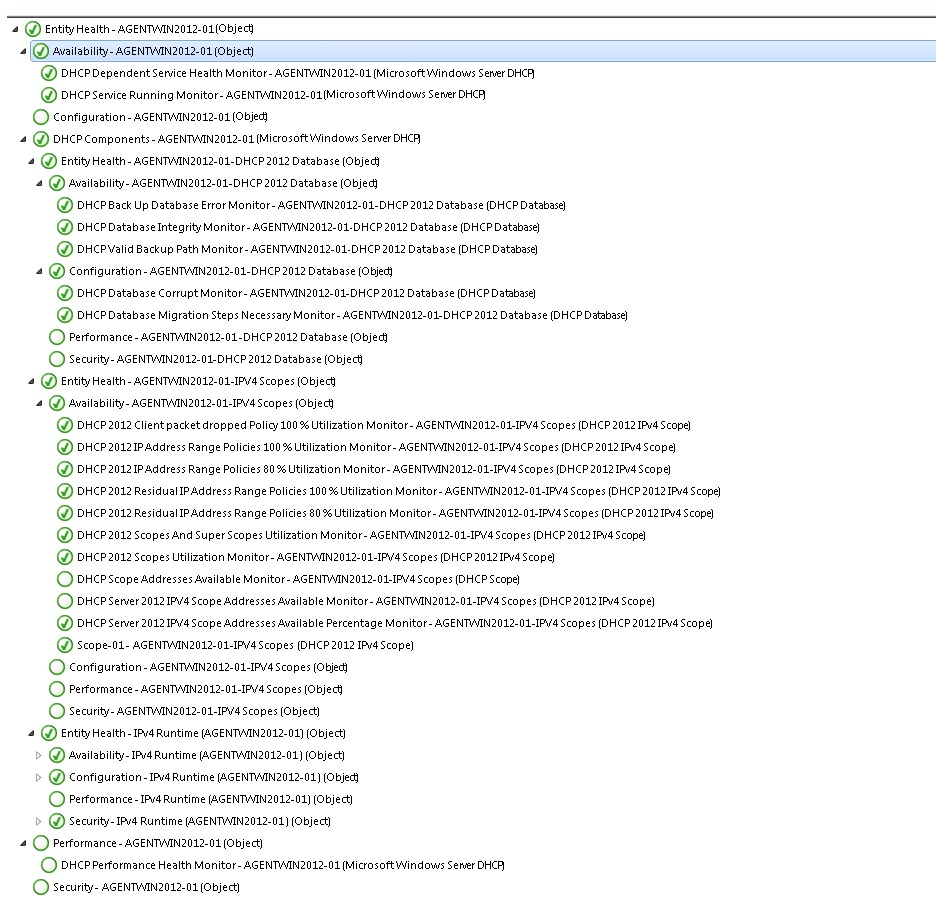 Entity Health - AGENTWIN2012-01 (Object)
Availability - AGENTWIN2012-01 (Object)
DHCP Dependent Service Health Monitor - AGENTWIN2012-01 (Microsoft Windows Server DHCP)
DHCP Service Running Monitor - AGENTWIN2012-01 (Microsoft Windows Server DHCP)
Configuration - AGENTWIN2012-01 (Object)
DHCP Components - AGENTWIN2012-01 (Microsoft Windows Server DHCP)
Entity Health - AGENTWIN2012-01-DHCP 2012 Database (Object)
Availability - AGENTWIN2012-01-DHCP 2012 Database (Object)
DHCP Back Up Database Error Monitor - AGENTWIN2012-01-DHCP 2012 Database (DHCP Database)
DHCP Database Integrity Monitor - AGENTWIN2012-01-DHCP 2012 Database (DHCP Database)
DHCP Valid Backup Path Monitor - AGENTWIN2012-01-DHCP 2012 Database (DHCP Database)
Configuration - AGENTWIN2012-01-DHCP 2012 Database (Object)
DHCP Database Corrupt Monitor - AGENTWIN2012-01-DHCP 2012 Database (DHCP Database)
DHCP Database Migration Steps Necessary Monitor - AGENTWIN2012-01-DHCP 2012 Database (DHCP Database)
Performance - AGENTWIN2012-01-DHCP 2012 Database (Object)
Security - AGENTWIN2012-01-DHCP 2012 Database (Object)
Entity Health - AGENTWIN2012-01-IPV4 Scopes (Object)
Availability - AGENTWIN2012-01-IPV4 Scopes (Object)
DHCP 2012 Client packet dropped Policy 100 % Utilization Monitor - AGENTWIN2012-01-IPV4 Scopes (DHCP 2012 IPv4 Scope)
DHCP 2012 IP Address Range Policies 100 % Utilization Monitor - AGENTWIN2012-01-IPV4 Scopes (DHCP 2012 IPv4 Scope)
DHCP 2012 IP Address Range Policies 80 % Utilization Monitor - AGENTWIN2012-01-IPV4 Scopes (DHCP 2012 IPv4 Scope)
DHCP 2012 Residual IP Address Range Policies 100 % Utilization Monitor - AGENTWIN2012-01-IPV4 Scopes (DHCP 2012 IPv4 Scope)
DHCP 2012 Residual IP Address Range Policies 80 % Utilization Monitor - AGENTWIN2012-01-IPV4 Scopes (DHCP 2012 IPv4 Scope)
DHCP 2012 Scopes And Super Scopes Utilization Monitor - AGENTWIN2012-01-IPV4 Scopes (DHCP 2012 IPv4 Scope)
DHCP 2012 Scopes Utilization Monitor - AGENTWIN2012-01-IPV4 Scopes (DHCP 2012 IPv4 Scope)
DHCP Scope Addresses Available Monitor - AGENTWIN2012-01-IPV4 Scopes (DHCP Scope)
DHCP Server 2012 IPV4 Scope Addresses Available Monitor - AGENTWIN2012-01-IPV4 Scopes (DHCP 2012 IPv4 Scope)
DHCP Server 2012 IPV4 Scope Addresses Available Percentage Monitor - AGENTWIN2012-01-IPV4 Scopes (DHCP 2012 IPv4 Scope)
Scope-01 - AGENTWIN2012-01-IPV4 Scopes (DHCP 2012 IPv4 Scope)
Configuration - AGENTWIN2012-01-IPV4 Scopes (Object)
Performance - AGENTWIN2012-01-IPV4 Scopes (Object)
Security - AGENTWIN2012-01-IPV4 Scopes (Object)
Entity Health - IPv4 Runtime (AGENTWIN2012-01) (Object)
Availability - IPv4 Runtime (AGENTWIN2012-01) (Object)
Configuration - IPv4 Runtime (AGENTWIN2012-01) (Object)
Performance - IPv4 Runtime (AGENTWIN2012-01) (Object)
Security - IPv4 Runtime (AGENTWIN2012-01) (Object)
Performance - AGENTWIN2012-01 (Object)
DHCP Performance Health Monitor - AGENTWIN2012-01 (Microsoft Windows Server DHCP)
Security - AGENTWIN2012-01 (Object)